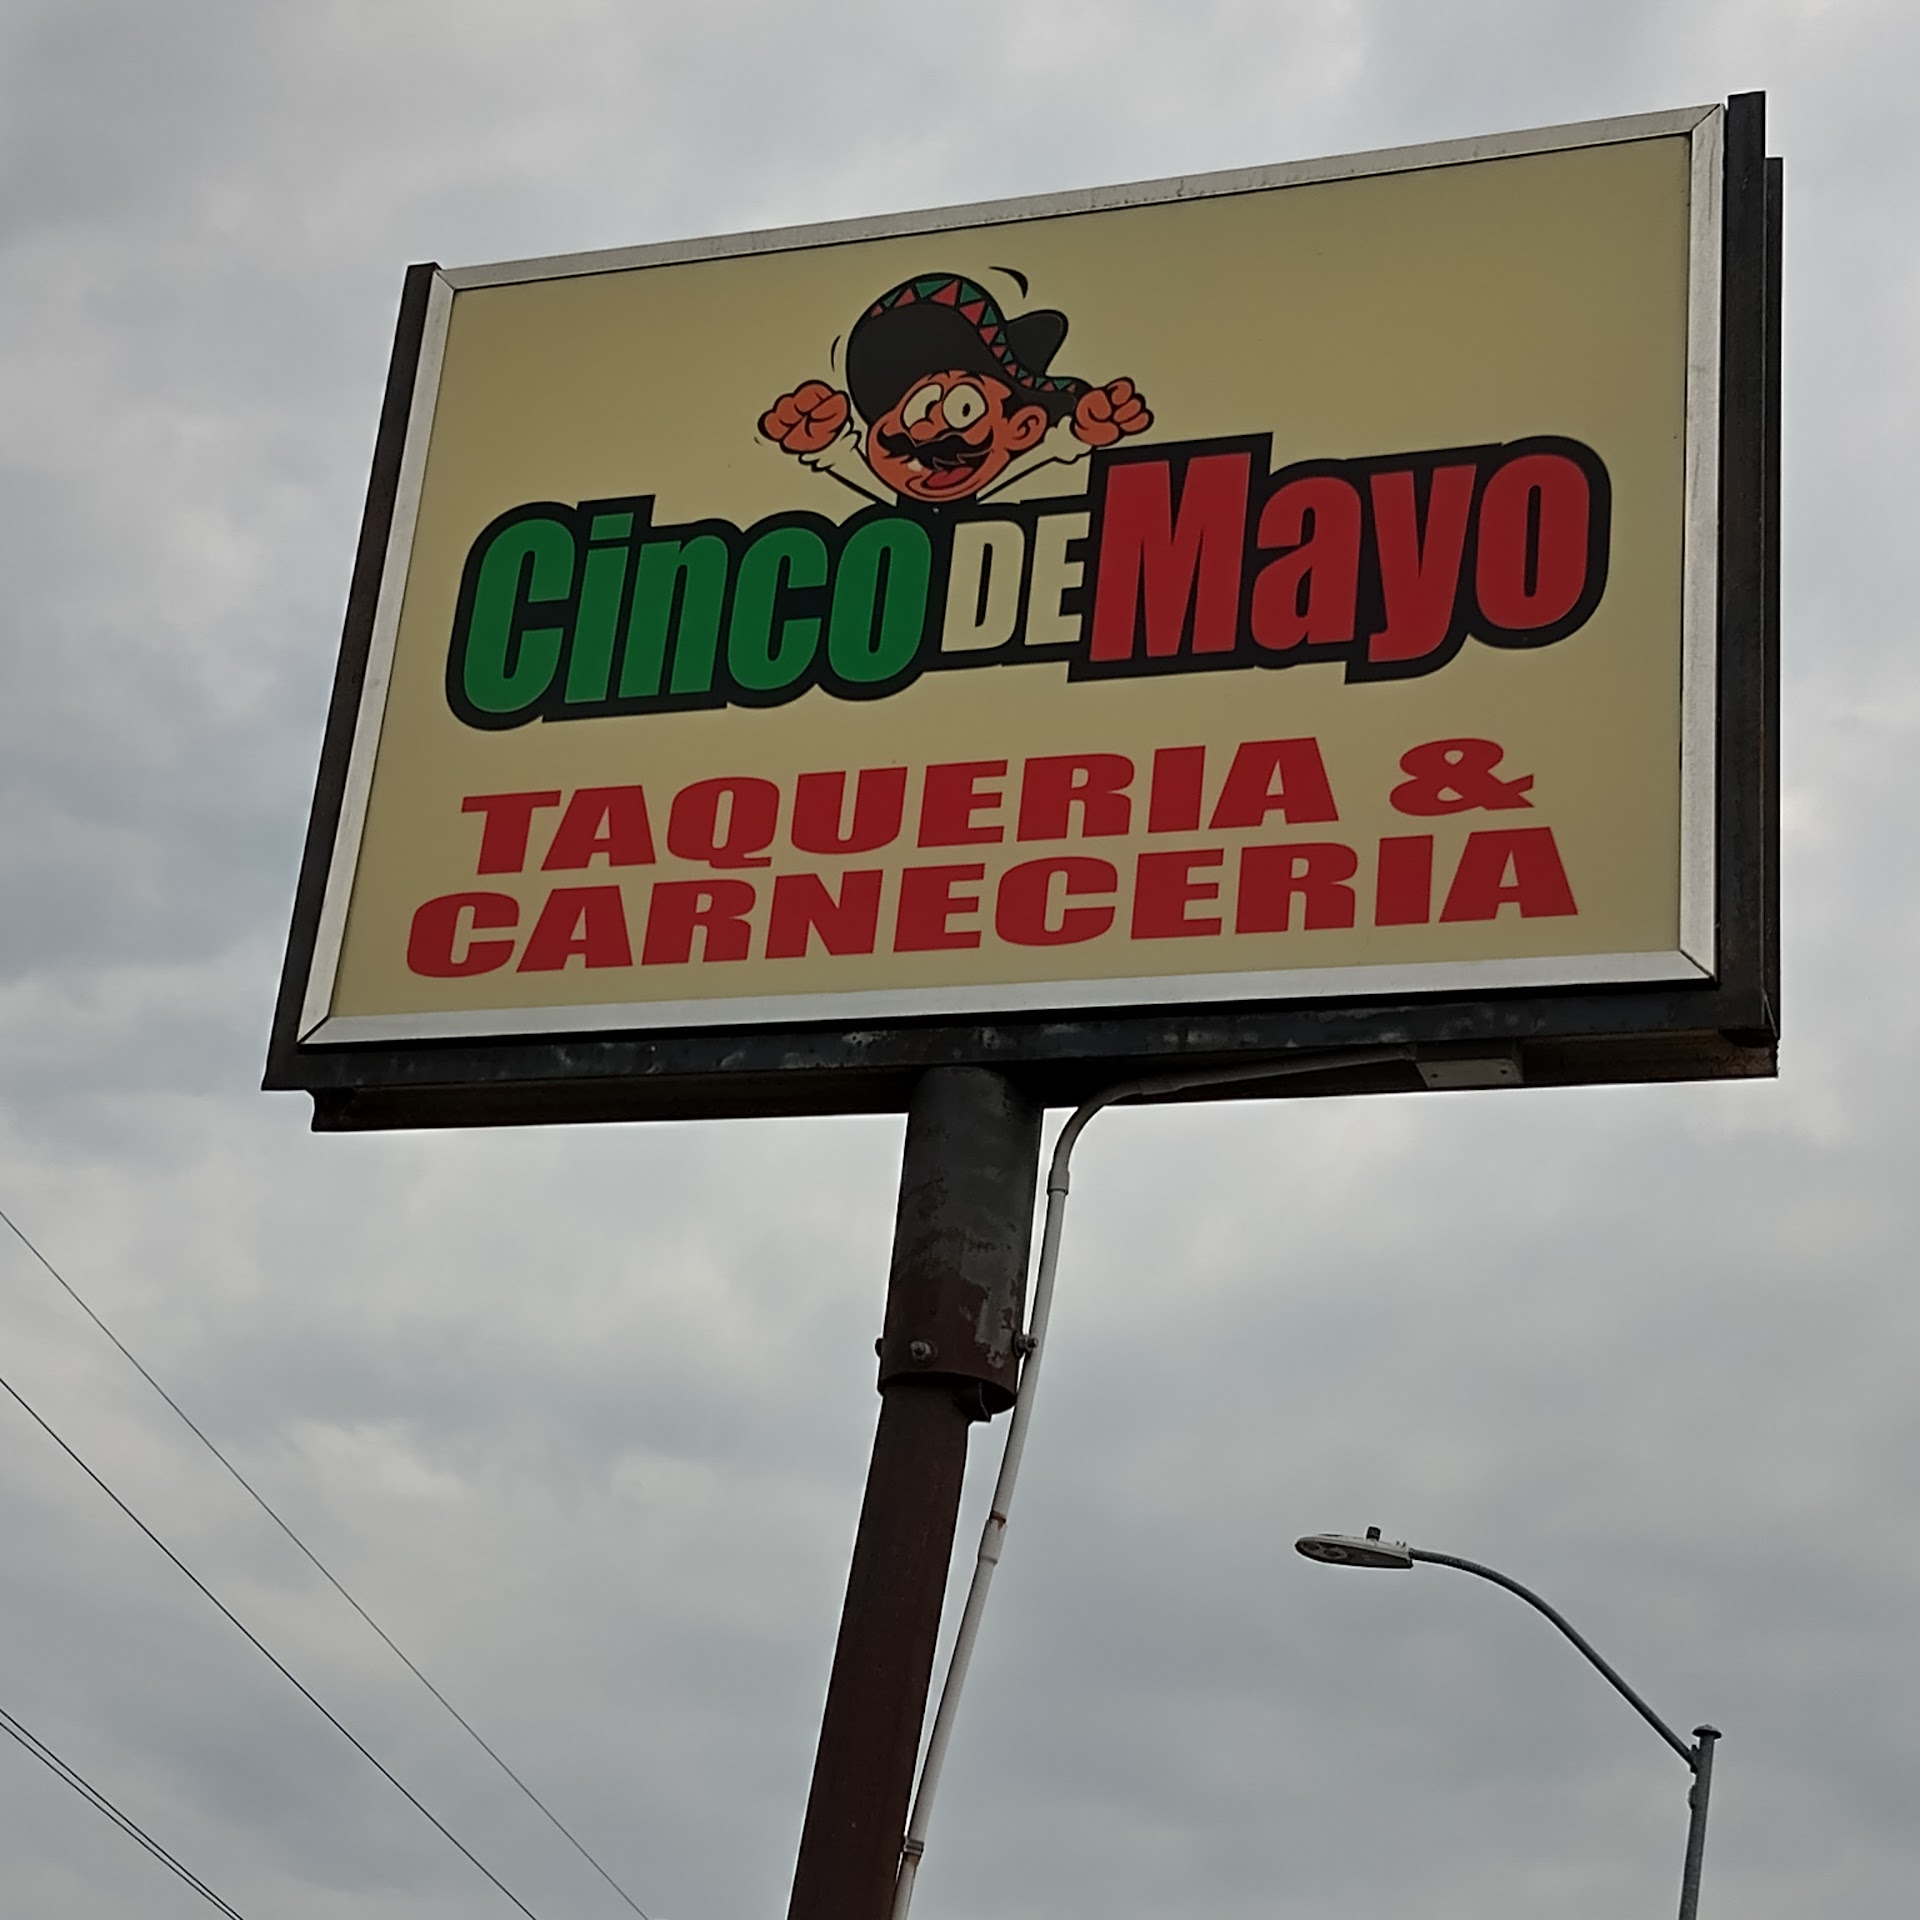 Cinco DE Mayo
TAQUERIA &
CARNECERIA